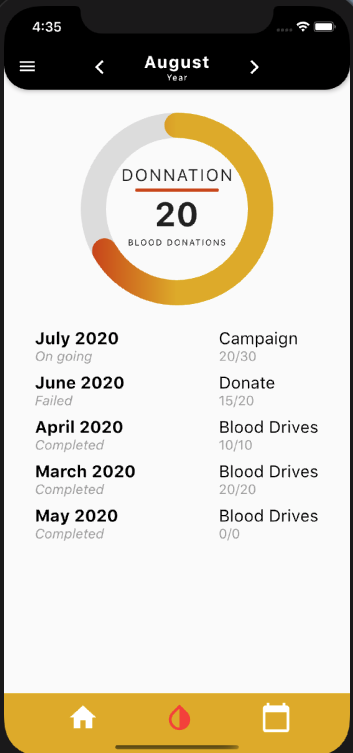 4:35
August
Year
DONNATION
20
BLOOD DONATIONS
July 2020 Campaign
On going 20/30
June 2020 Donate
Failed 15/20
April 2020 Blood Drives
Completed 10/10
March 2020 Blood Drives
Completed 20/20
May 2020 Blood Drives
Completed 0/0